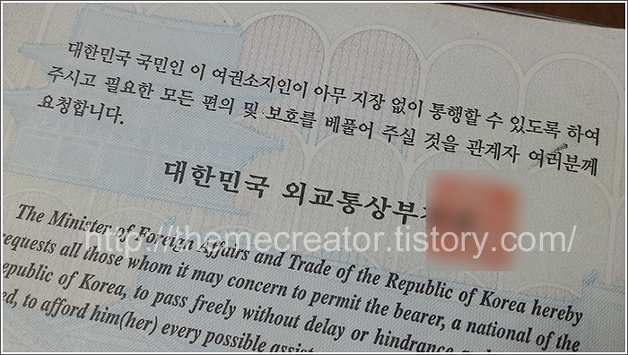 대한민국 국민인 이 여권소지인이 아무 지장 없이 통행할 수 있도록 하여
주시고 필요한 모든 편의 및 보호를 베풀어 주실 것을 관계자 여러분께
요청합니다.
대한민국 외교통상부
The Minister of Foreign Affairs and Trade of the Republic of Korea hereby
requests all those whom it may concern to permit the bearer, a national of the
epublic of Korea, to pass freely without delay or hindrance
ed, to afford him(her) every possible
http://themecreator.tistory.com/